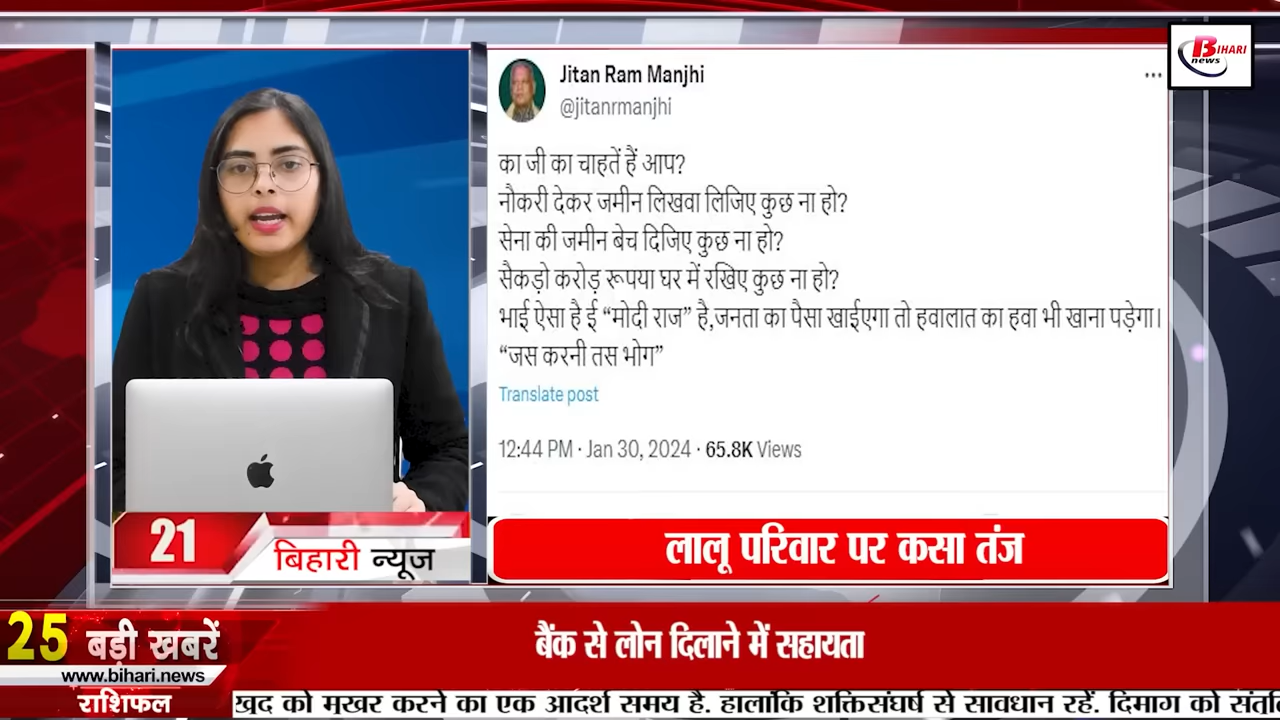 BIHARI
news
Jitan Ram Manjhi
...
@jitanrmanjhi
का जी का चाहतें हैं आप?
नौकरी देकर जमीन लिखवा लिजिए कुछ ना हो?
सेना की जमीन बेच दिजिए कुछ ना हो?
सैकड़ो करोड़ रूपया घर में रखिए कुछ ना हो?
भाई ऐसा है ई “मोदी राज” है,जनता का पैसा खाईएगा तो हवालात का हवा भी खाना पड़ेगा।
“जस करनी तस भोग”
Translate post
12:44 PM · Jan 30, 2024 · 65.8K Views
21
बिहारी न्यूज
लालू परिवार पर कसा तंज
25 बड़ी खबरें
www.bihari.news
बैंक से लोन दिलाने में सहायता
राशिफल
खुद को मुखर करने का एक आदर्श समय है. हालांकि शक्तिसंघर्ष से सावधान रहें. दिमाग को